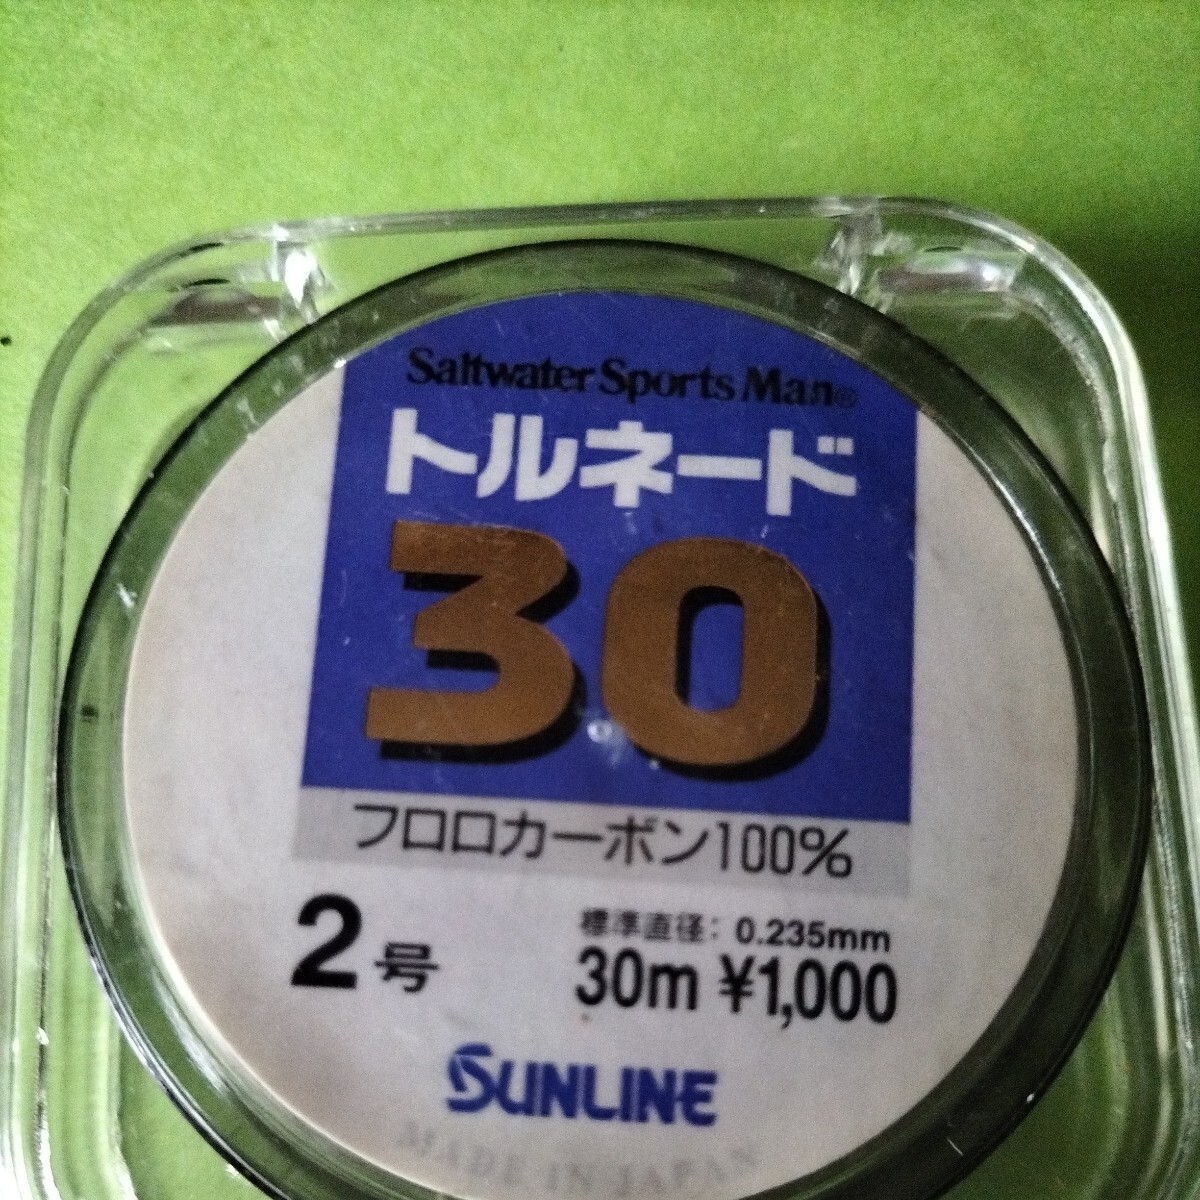 Saltwater Sports Man®
トルネード
30
フロロカーボン100%
2号
標準直径: 0.235mm
30m ¥1,000
SUNLINE
MADE IN JAPAN